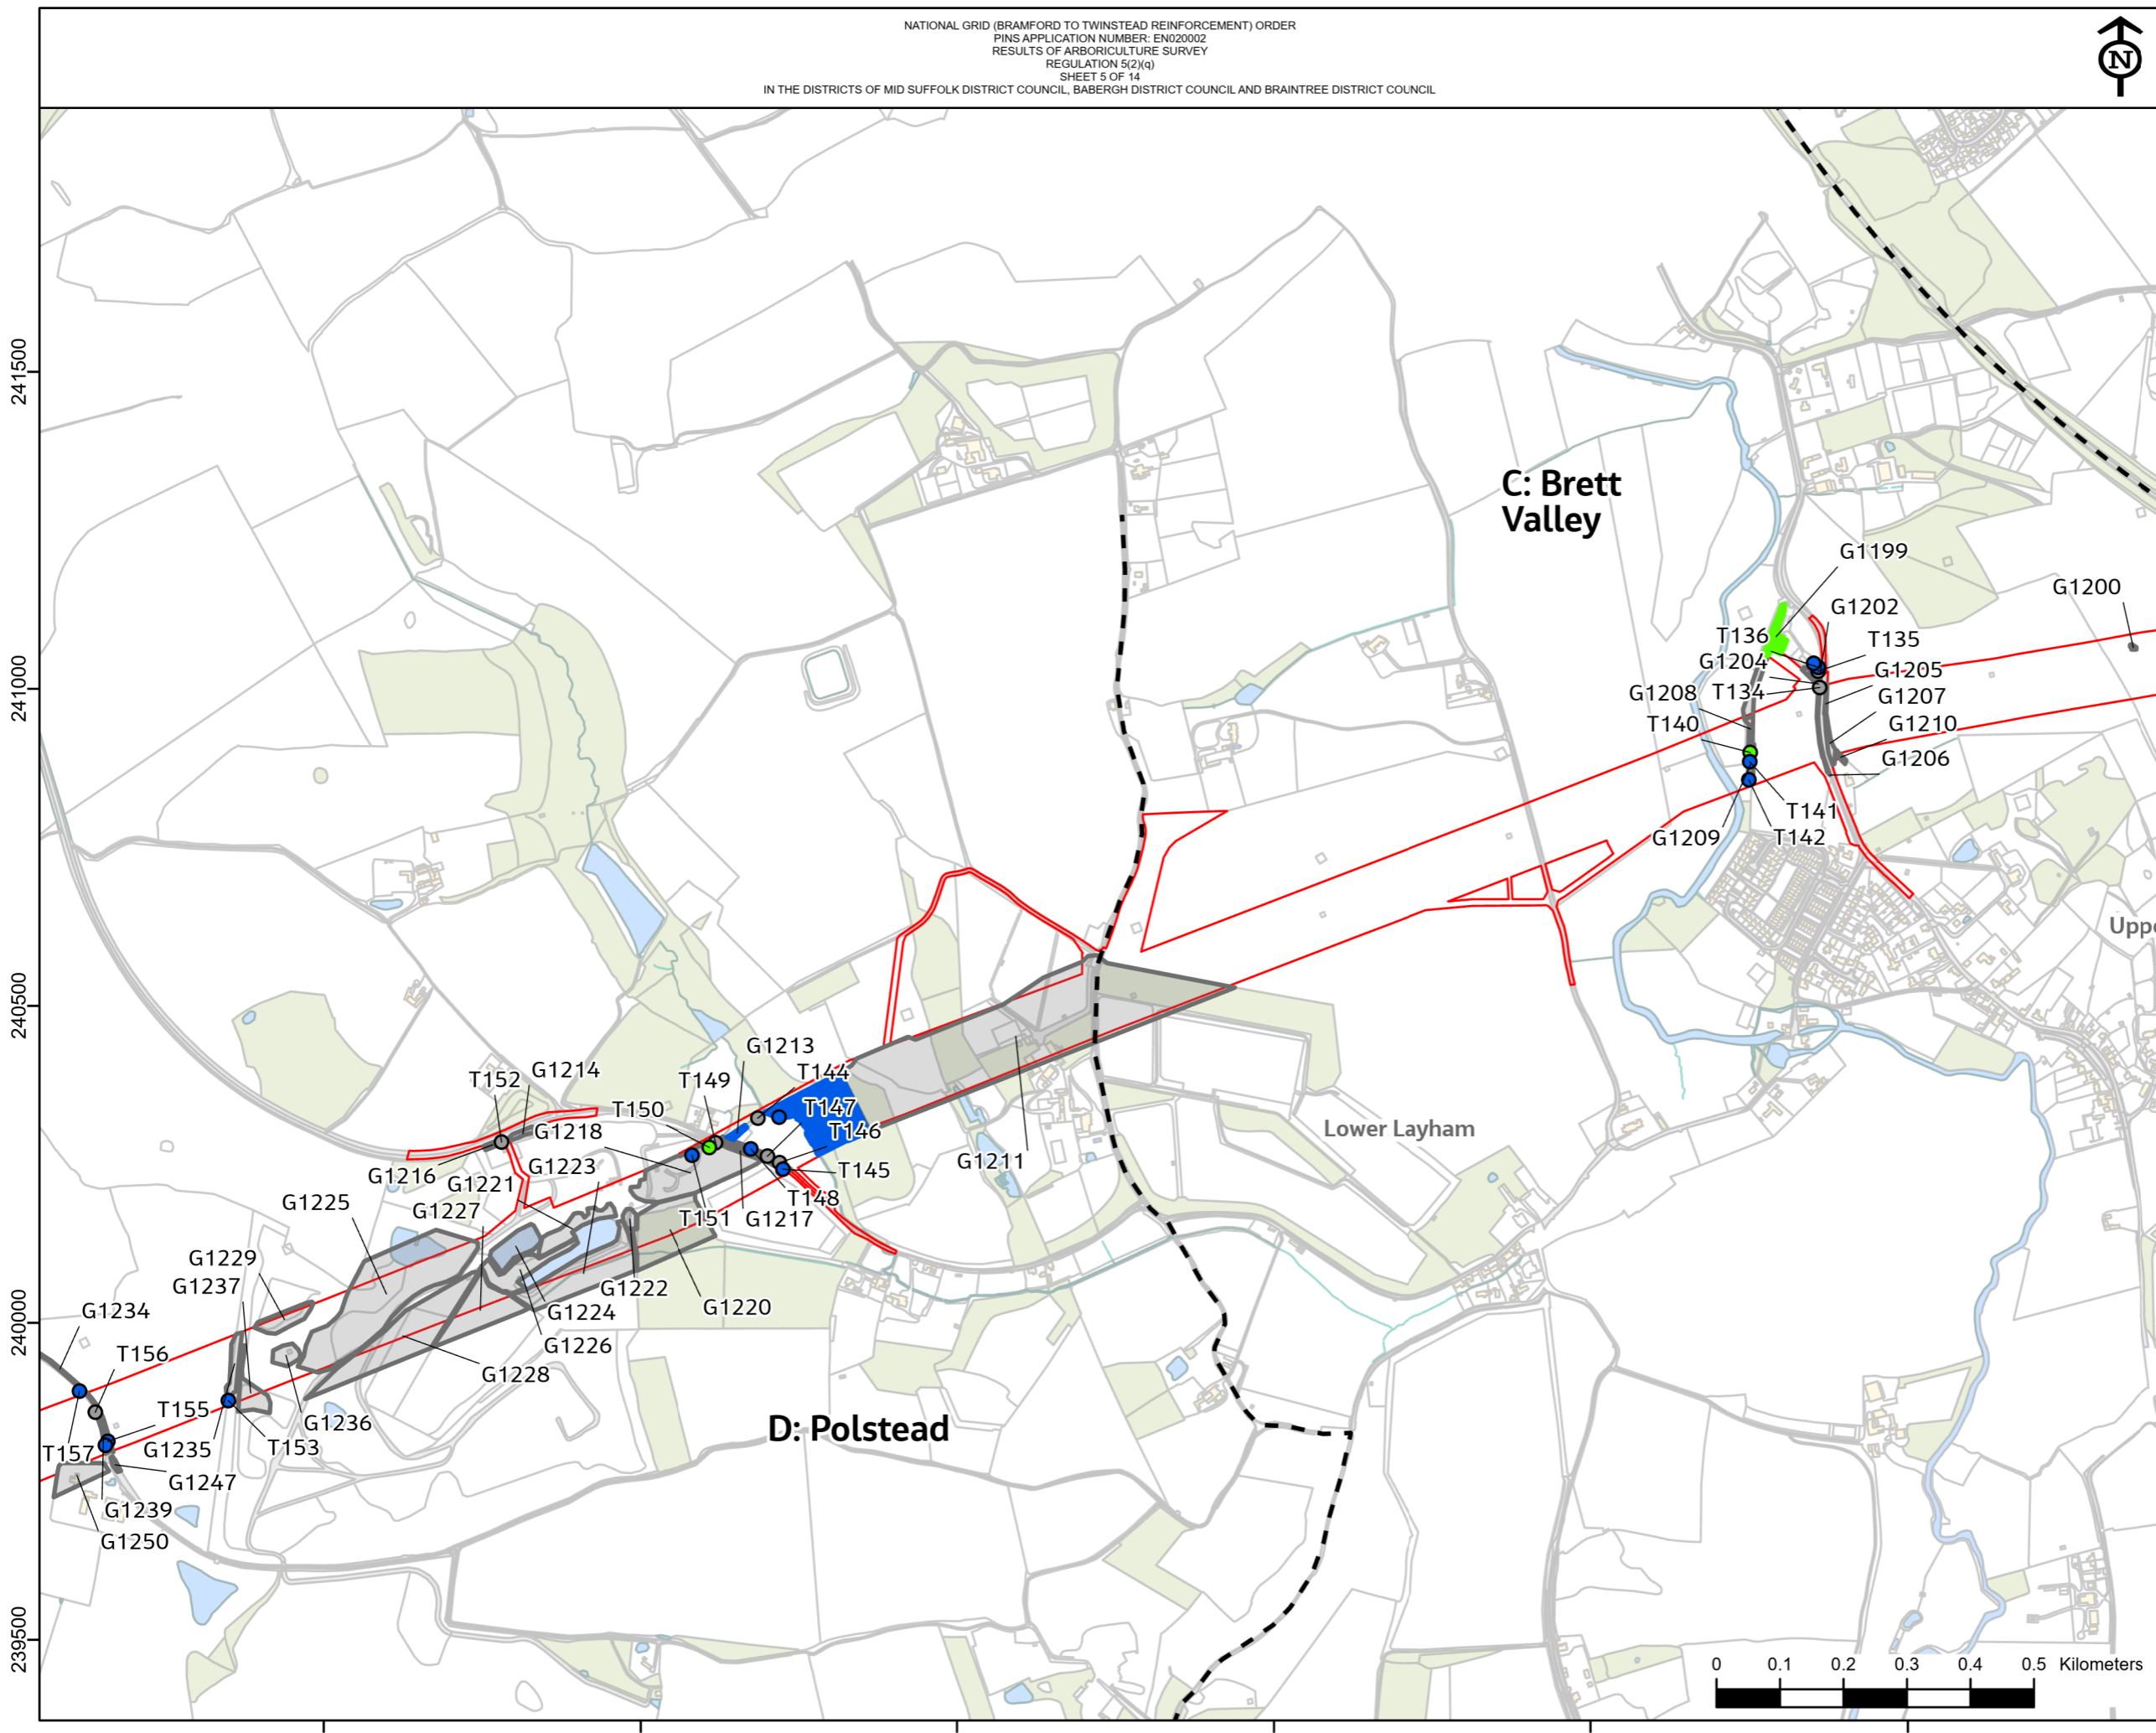 NATIONAL GRID (BRAMFORD TO TWINSTEAD REINFORCEMENT) ORDER
PINS APPLICATION NUMBER: EN020002
RESULTS OF ARBORICULTURE SURVEY
REGULATION 5(2)(q)
SHEET 5 OF 14
IN THE DISTRICTS OF MID SUFFOLK DISTRICT COUNCIL, BABERGH DISTRICT COUNCIL AND BRAINTREE DISTRICT COUNCIL
N
241500
C: Brett
Valley
G1199
G1200
G1202
T136
T135
G1204
G1205
241000
G1208
T134
G1207
T140
G1210
G1206
T141
G1209
T142
Upp
240500
G1213
T152
G1214
T149
T144
T150
T147
G1218
T146
Lower Layham
G1223
G1211
T145
G1216
G1221
T148
G1225
G1227
T151
G1217
G1229
G1237
G1222
G1220
G1234
G1224
240000
G1226
T156
G1228
T155
G1236
D: Polstead
T157
G1235
T153
G1247
G1239
G1250
239500
0 0.1 0.2 0.3 0.4 0.5 Kilometers